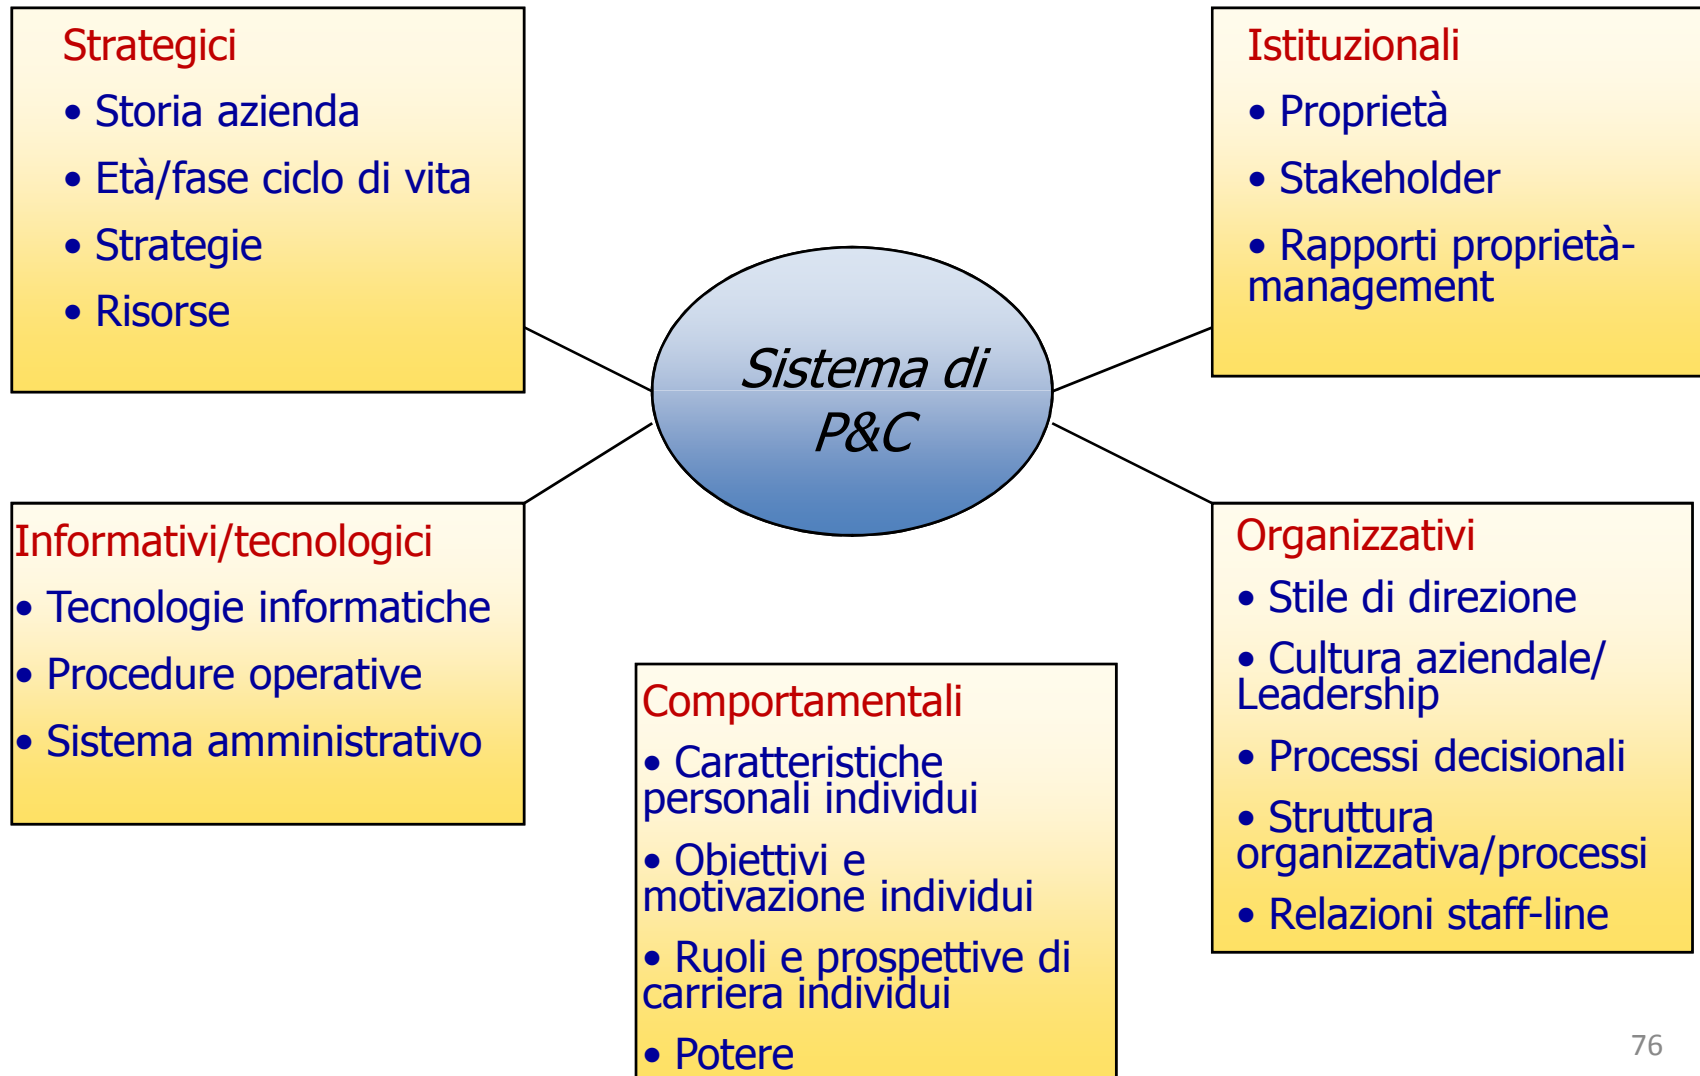 Strategici
• Storia azienda
• Età/fase ciclo di vita
• Strategie
• Risorse
Istituzionali
• Proprietà
• Stakeholder
• Rapporti proprietà-
management
Sistema di
P&C
Informativi/tecnologici
• Tecnologie informatiche
• Procedure operative
• Sistema amministrativo
Comportamentali
• Caratteristiche
personali individui
• Obiettivi e
motivazione individui
• Ruoli e prospettive di
carriera individui
• Potere
Organizzativi
• Stile di direzione
• Cultura aziendale/
Leadership
• Processi decisionali
• Struttura
organizzativa/processi
• Relazioni staff-line
76